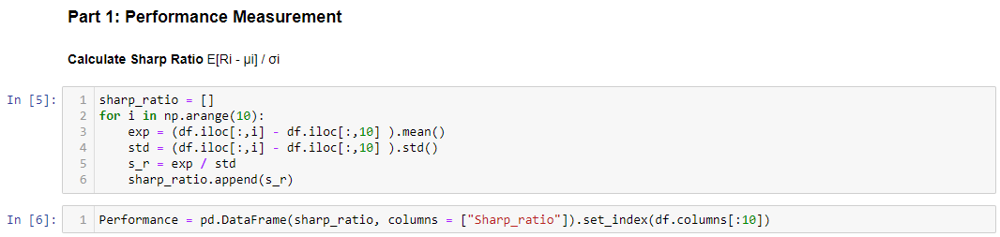 Part 1: Performance Measurement
Calculate Sharp Ratio E[Ri - μi] / σi
In [5]:
1 sharp_ratio = []
2 for i in np.arange(10):
3     exp = (df.iloc[:,i] - df.iloc[:,10] ).mean()
4     std = (df.iloc[:,i] - df.iloc[:,10] ).std()
5     s_r = exp / std
6     sharp_ratio.append(s_r)
In [6]:
1 Performance = pd.DataFrame(sharp_ratio, columns = ["Sharp_ratio"]).set_index(df.columns[:10])